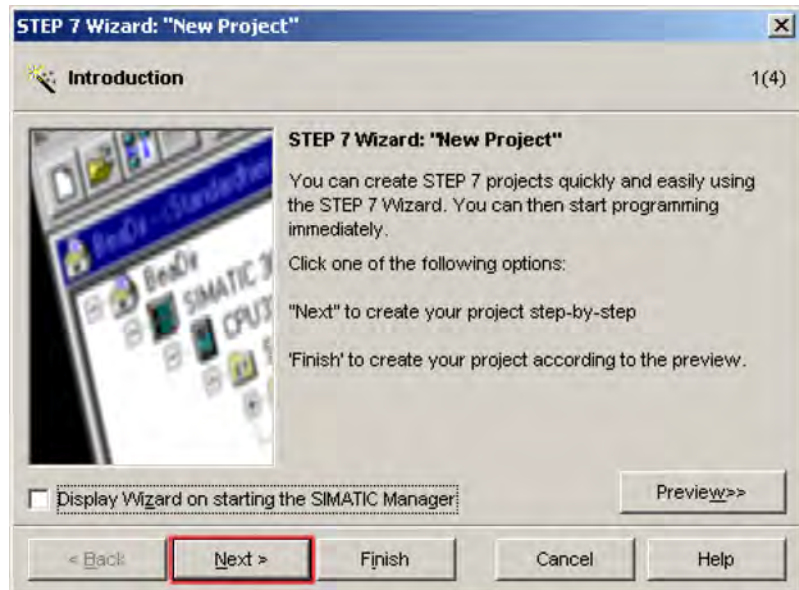 STEP 7 Wizard: "New Project"
Introduction
1(4)
STEP 7 Wizard: "New Project"
You can create STEP 7 projects quickly and easily using
the STEP 7 Wizard. You can then start programming
immediately.
Click one of the following options:
"Next" to create your project step-by-step
'Finish' to create your project according to the preview.
SIMATIC
Display Wizard on starting the SIMATIC Manager
Preview>>
< Back
Next >
Finish
Cancel
Help